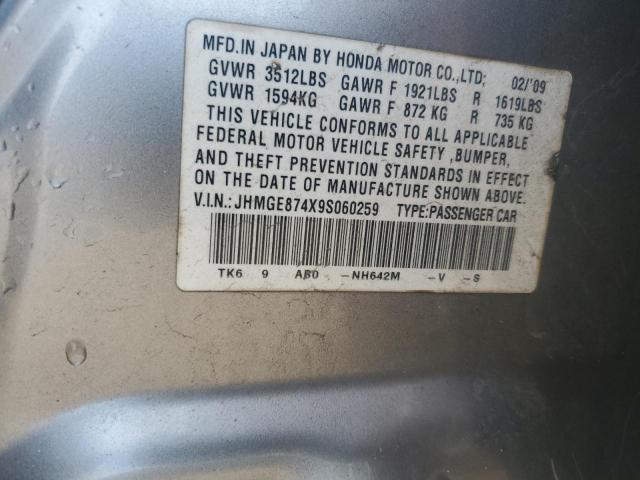 MFD.IN JAPAN BY HONDA MOTOR CO.,LTD; 02/'09
GVWR 3512LBS GAWR F 1921LBS R 1619LBS
GVWR 1594KG GAWR F 872 KG R 735 KG
THIS VEHICLE CONFORMS TO ALL APPLICABLE
FEDERAL MOTOR VEHICLE SAFETY ,BUMPER,
AND THEFT PREVENTION STANDARDS IN EFFECT
ON THE DATE OF MANUFACTURE SHOWN ABOVE.
V.I.N.: JHMGE874X9S060259 TYPE:PASSENGER CAR
TK6 9 AB0 -NH642M -V -S